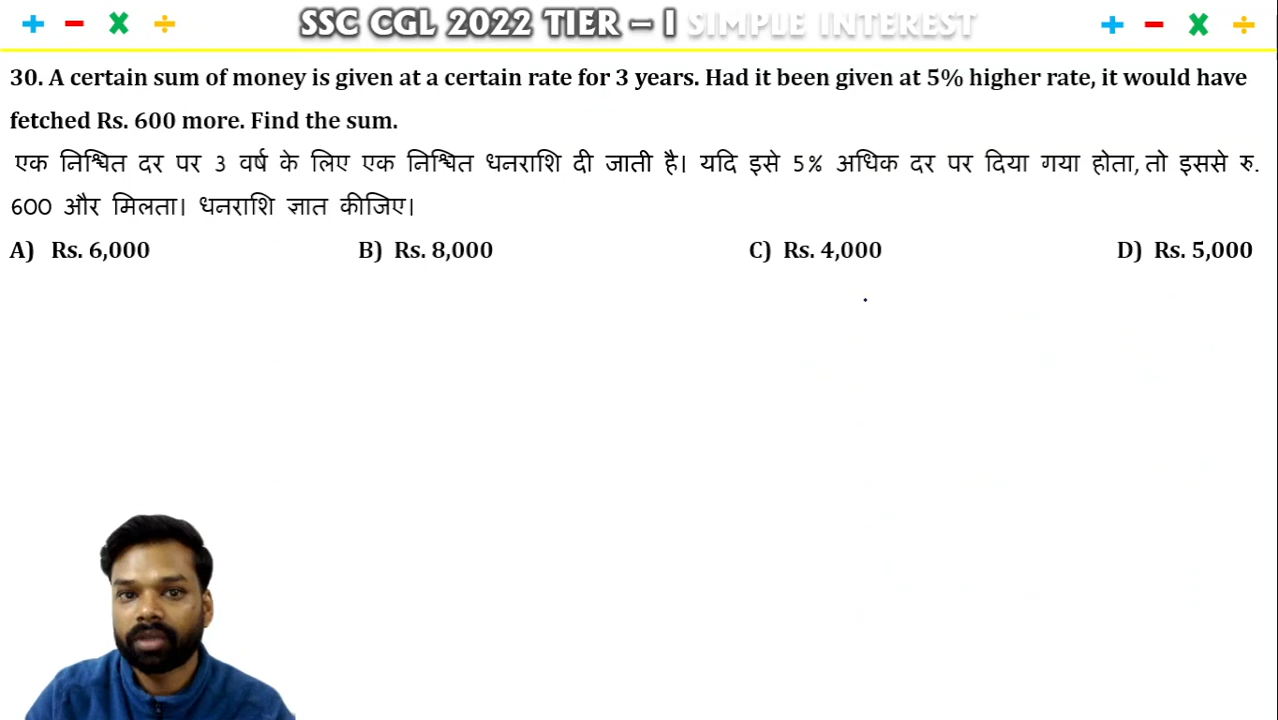 SSC CGL 2022 TIER – I SIMPLE INTEREST
30. A certain sum of money is given at a certain rate for 3 years. Had it been given at 5% higher rate, it would have
fetched Rs. 600 more. Find the sum.
एक निश्चित दर पर 3 वर्ष के लिए एक निश्चित धनराशि दी जाती है। यदि इसे 5% अधिक दर पर दिया गया होता, तो इससे रु.
600 और मिलता। धनराशि ज्ञात कीजिए।
A) Rs. 6,000 B) Rs. 8,000 C) Rs. 4,000 D) Rs. 5,000